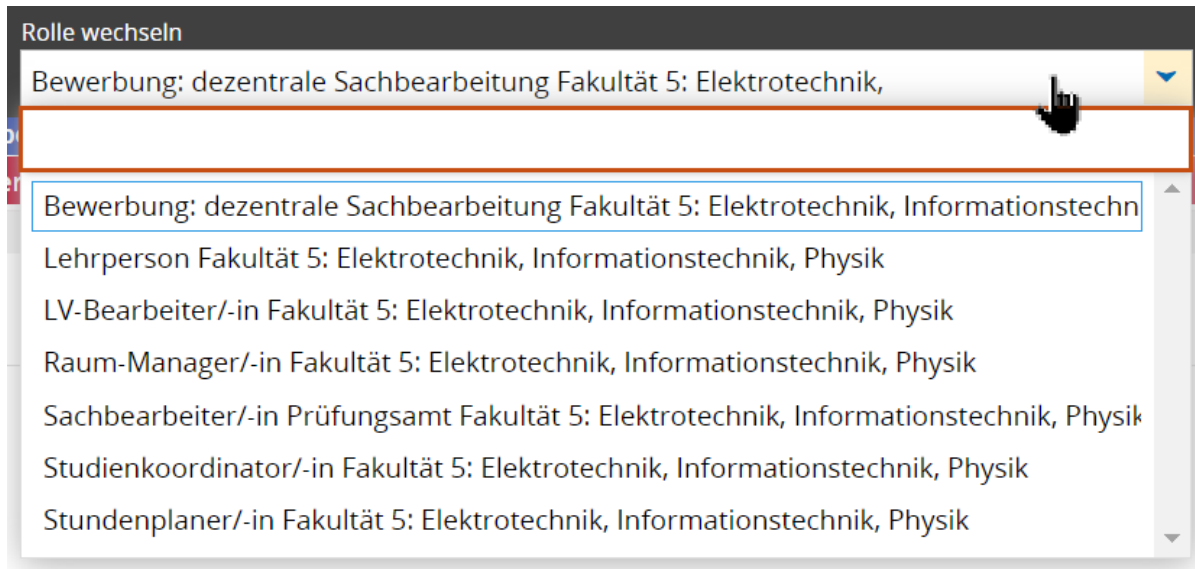 Rolle wechseln
Bewerbung: dezentrale Sachbearbeitung Fakultät 5: Elektrotechnik,
Bewerbung: dezentrale Sachbearbeitung Fakultät 5: Elektrotechnik, Informationstechn
Lehrperson Fakultät 5: Elektrotechnik, Informationstechnik, Physik
LV-Bearbeiter/-in Fakultät 5: Elektrotechnik, Informationstechnik, Physik
Raum-Manager/-in Fakultät 5: Elektrotechnik, Informationstechnik, Physik
Sachbearbeiter/-in Prüfungsamt Fakultät 5: Elektrotechnik, Informationstechnik, Physik
Studienkoordinator/-in Fakultät 5: Elektrotechnik, Informationstechnik, Physik
Stundenplaner/-in Fakultät 5: Elektrotechnik, Informationstechnik, Physik